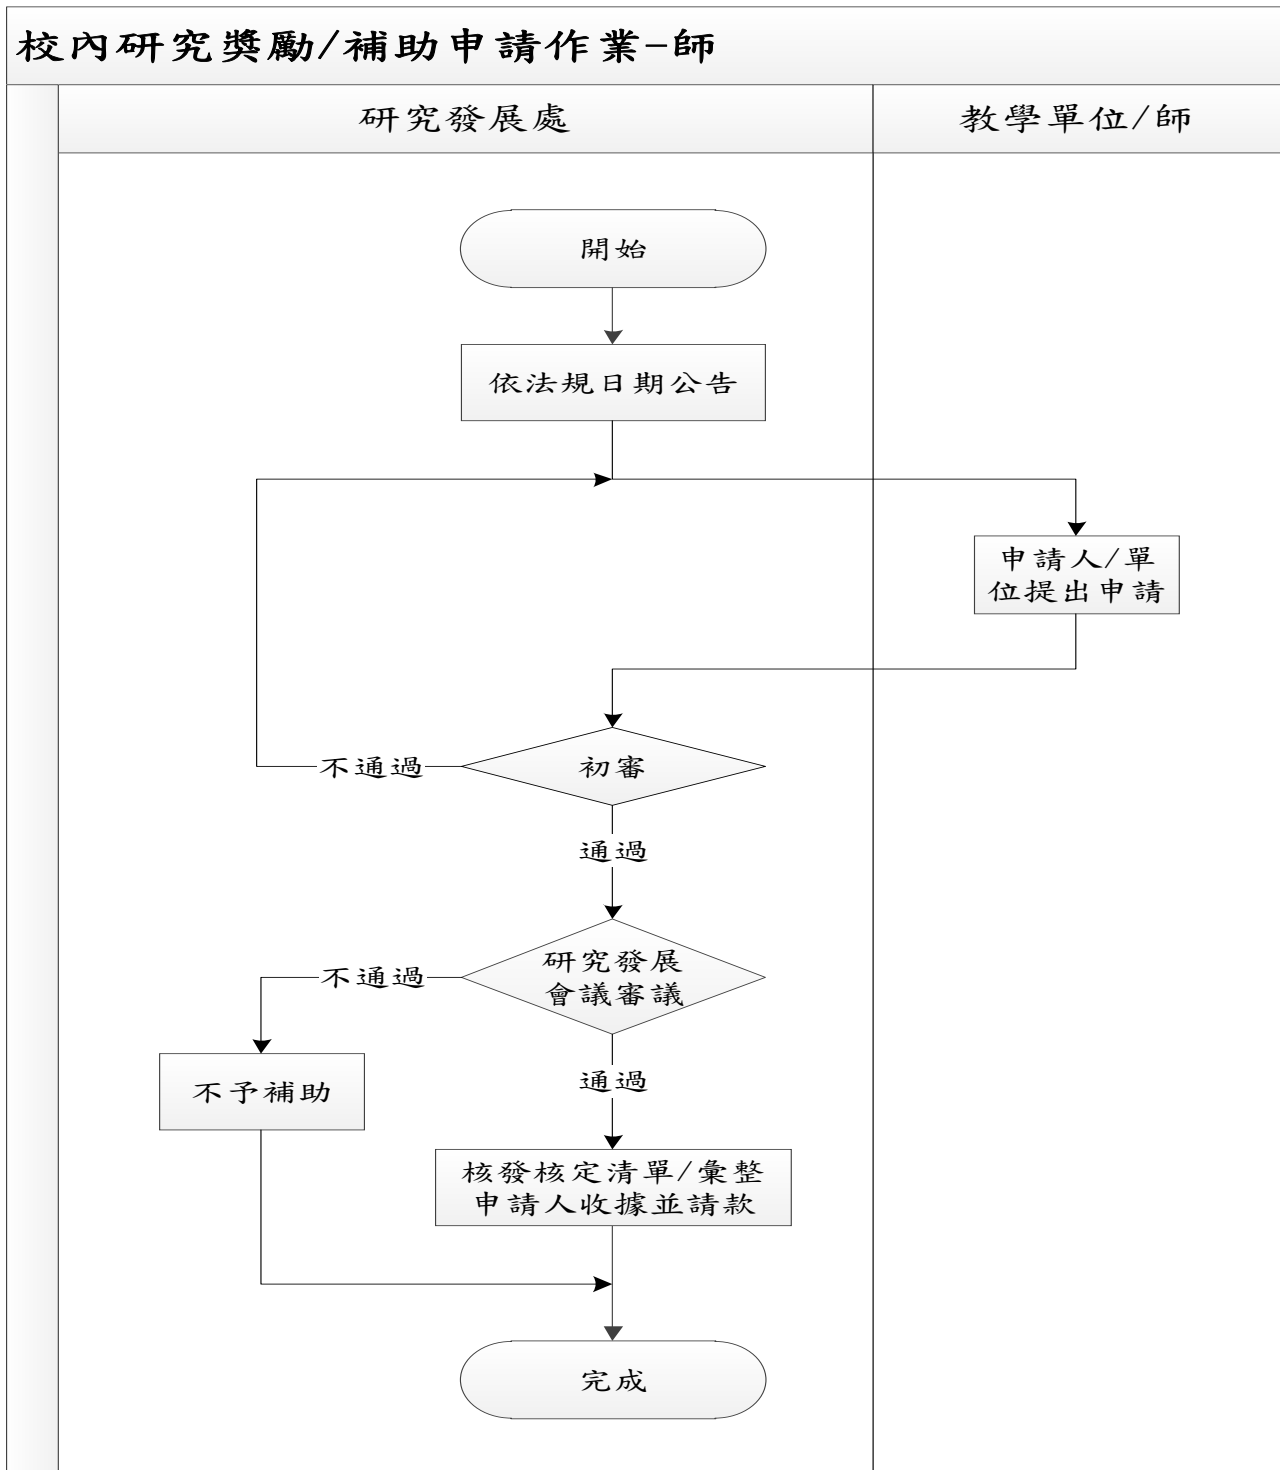 校內研究獎勵/補助申請作業-師
研究發展處
教學單位/師
開始
依法規日期公告
申請人/單
位提出申請
不通過
初審
通過
不通過
研究發展
會議審議
不予補助
通過
核發核定清單/彙整
申請人收據並請款
完成